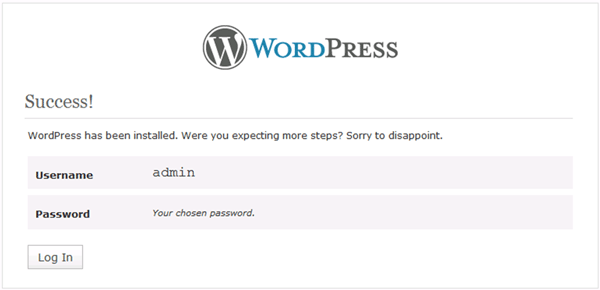 WORDPRESS
Success!
WordPress has been installed. Were you expecting more steps? Sorry to disappoint.
Username admin
Password Your chosen password.
Log In